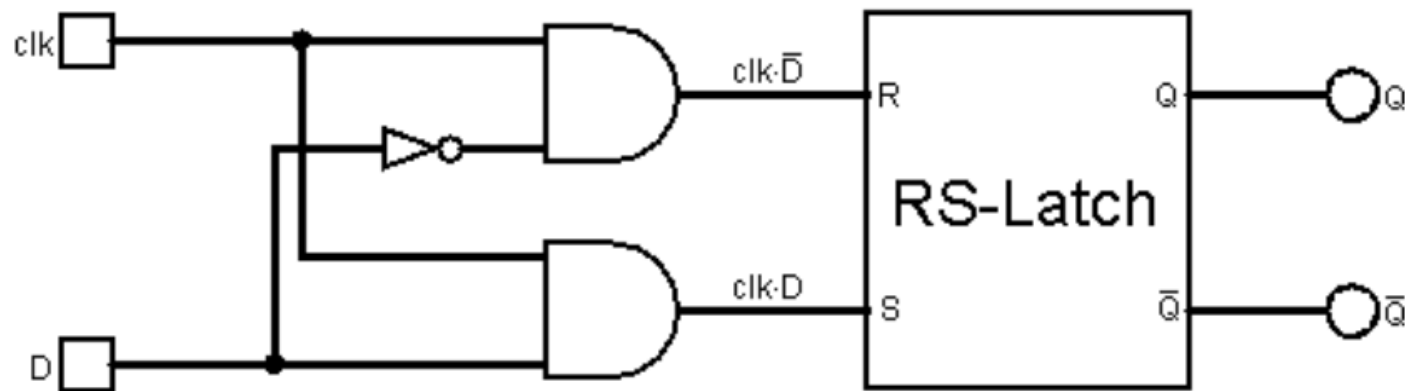 clk
clk·D̅
R
Q
Q
RS-Latch
clk·D
S
Q̅
Q̅
D